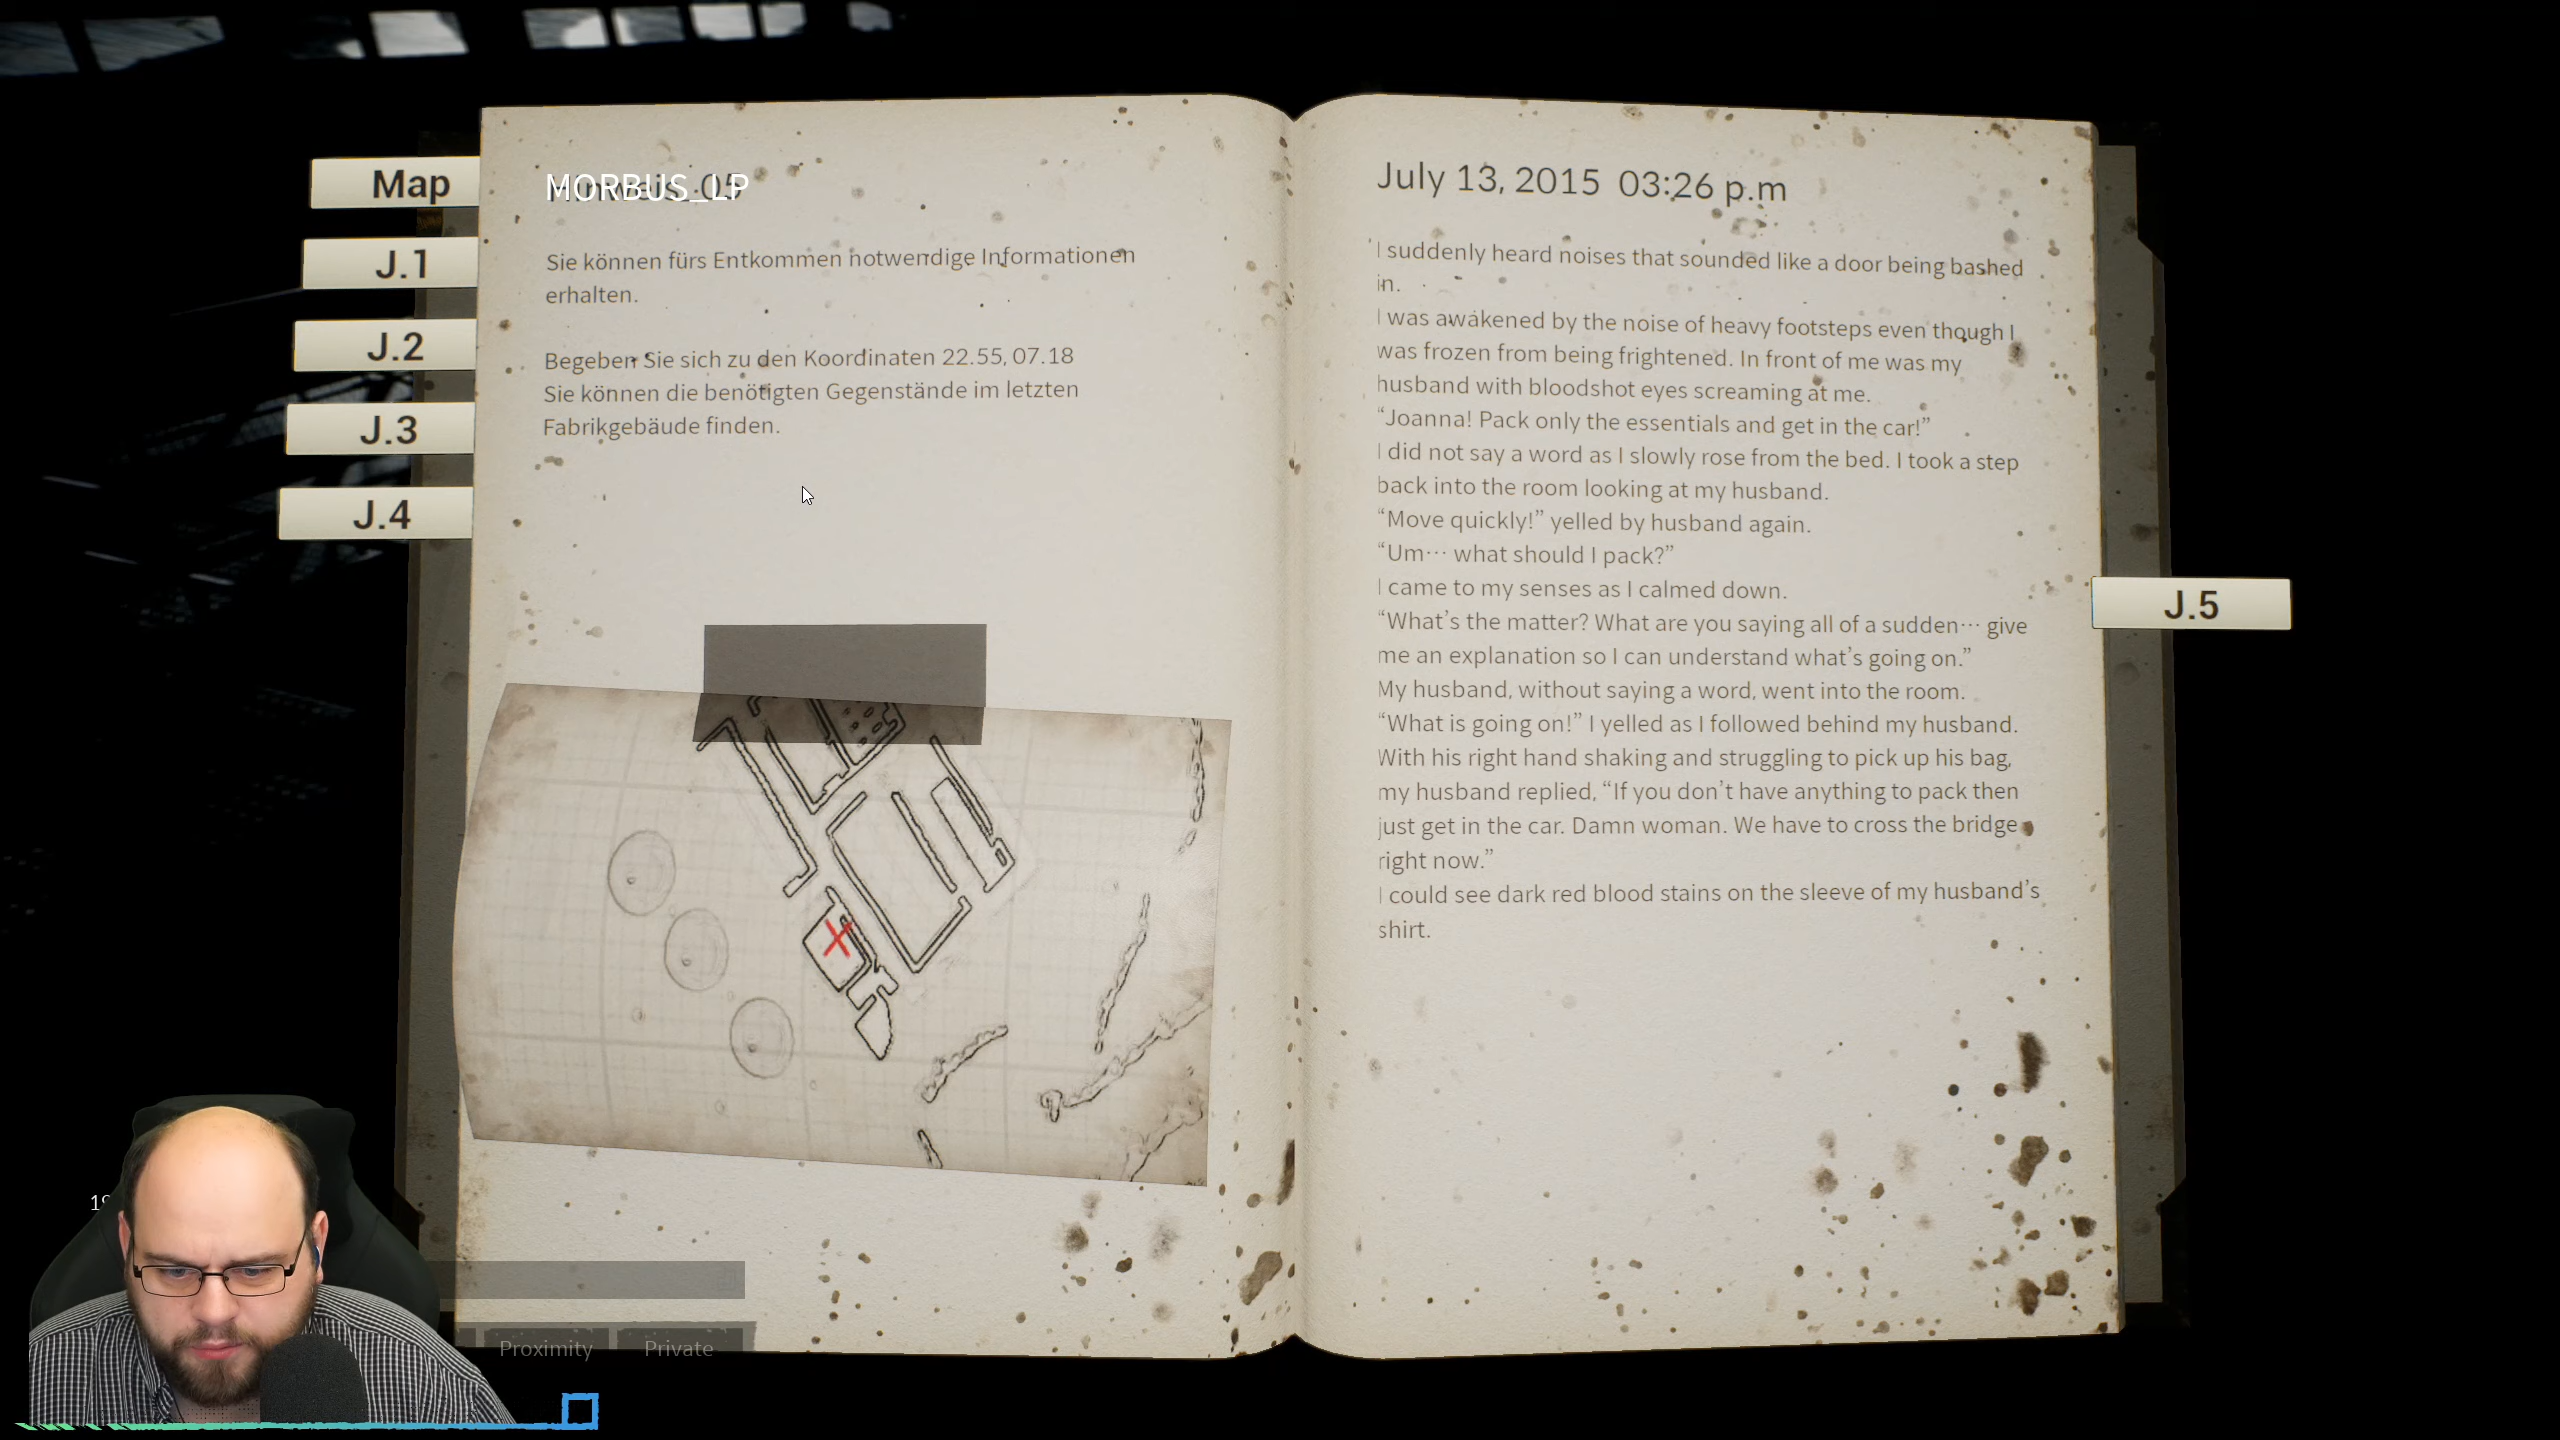 Map
J.1
J.2
J.3
J.4
MORBUS_LP
Hinweis_05
Sie können fürs Entkommen notwendige Informationen
erhalten.
Begeben Sie sich zu den Koordinaten 22.55, 07.18
Sie können die benötigten Gegenstände im letzten
Fabrikgebäude finden.
July 13, 2015 03:26 p.m
I suddenly heard noises that sounded like a door being bashed
in.
I was awakened by the noise of heavy footsteps even though I
was frozen from being frightened. In front of me was my
husband with bloodshot eyes screaming at me.
“Joanna! Pack only the essentials and get in the car!”
I did not say a word as I slowly rose from the bed. I took a step
back into the room looking at my husband.
“Move quickly!” yelled by husband again.
“Um··· what should I pack?”
I came to my senses as I calmed down.
“What’s the matter? What are you saying all of a sudden··· give
me an explanation so I can understand what’s going on.”
My husband, without saying a word, went into the room.
“What is going on!” I yelled as I followed behind my husband.
With his right hand shaking and struggling to pick up his bag,
my husband replied, “If you don’t have anything to pack then
just get in the car. Damn woman. We have to cross the bridge
right now.”
I could see dark red blood stains on the sleeve of my husband’s
shirt.
J.5
Proximity
Private